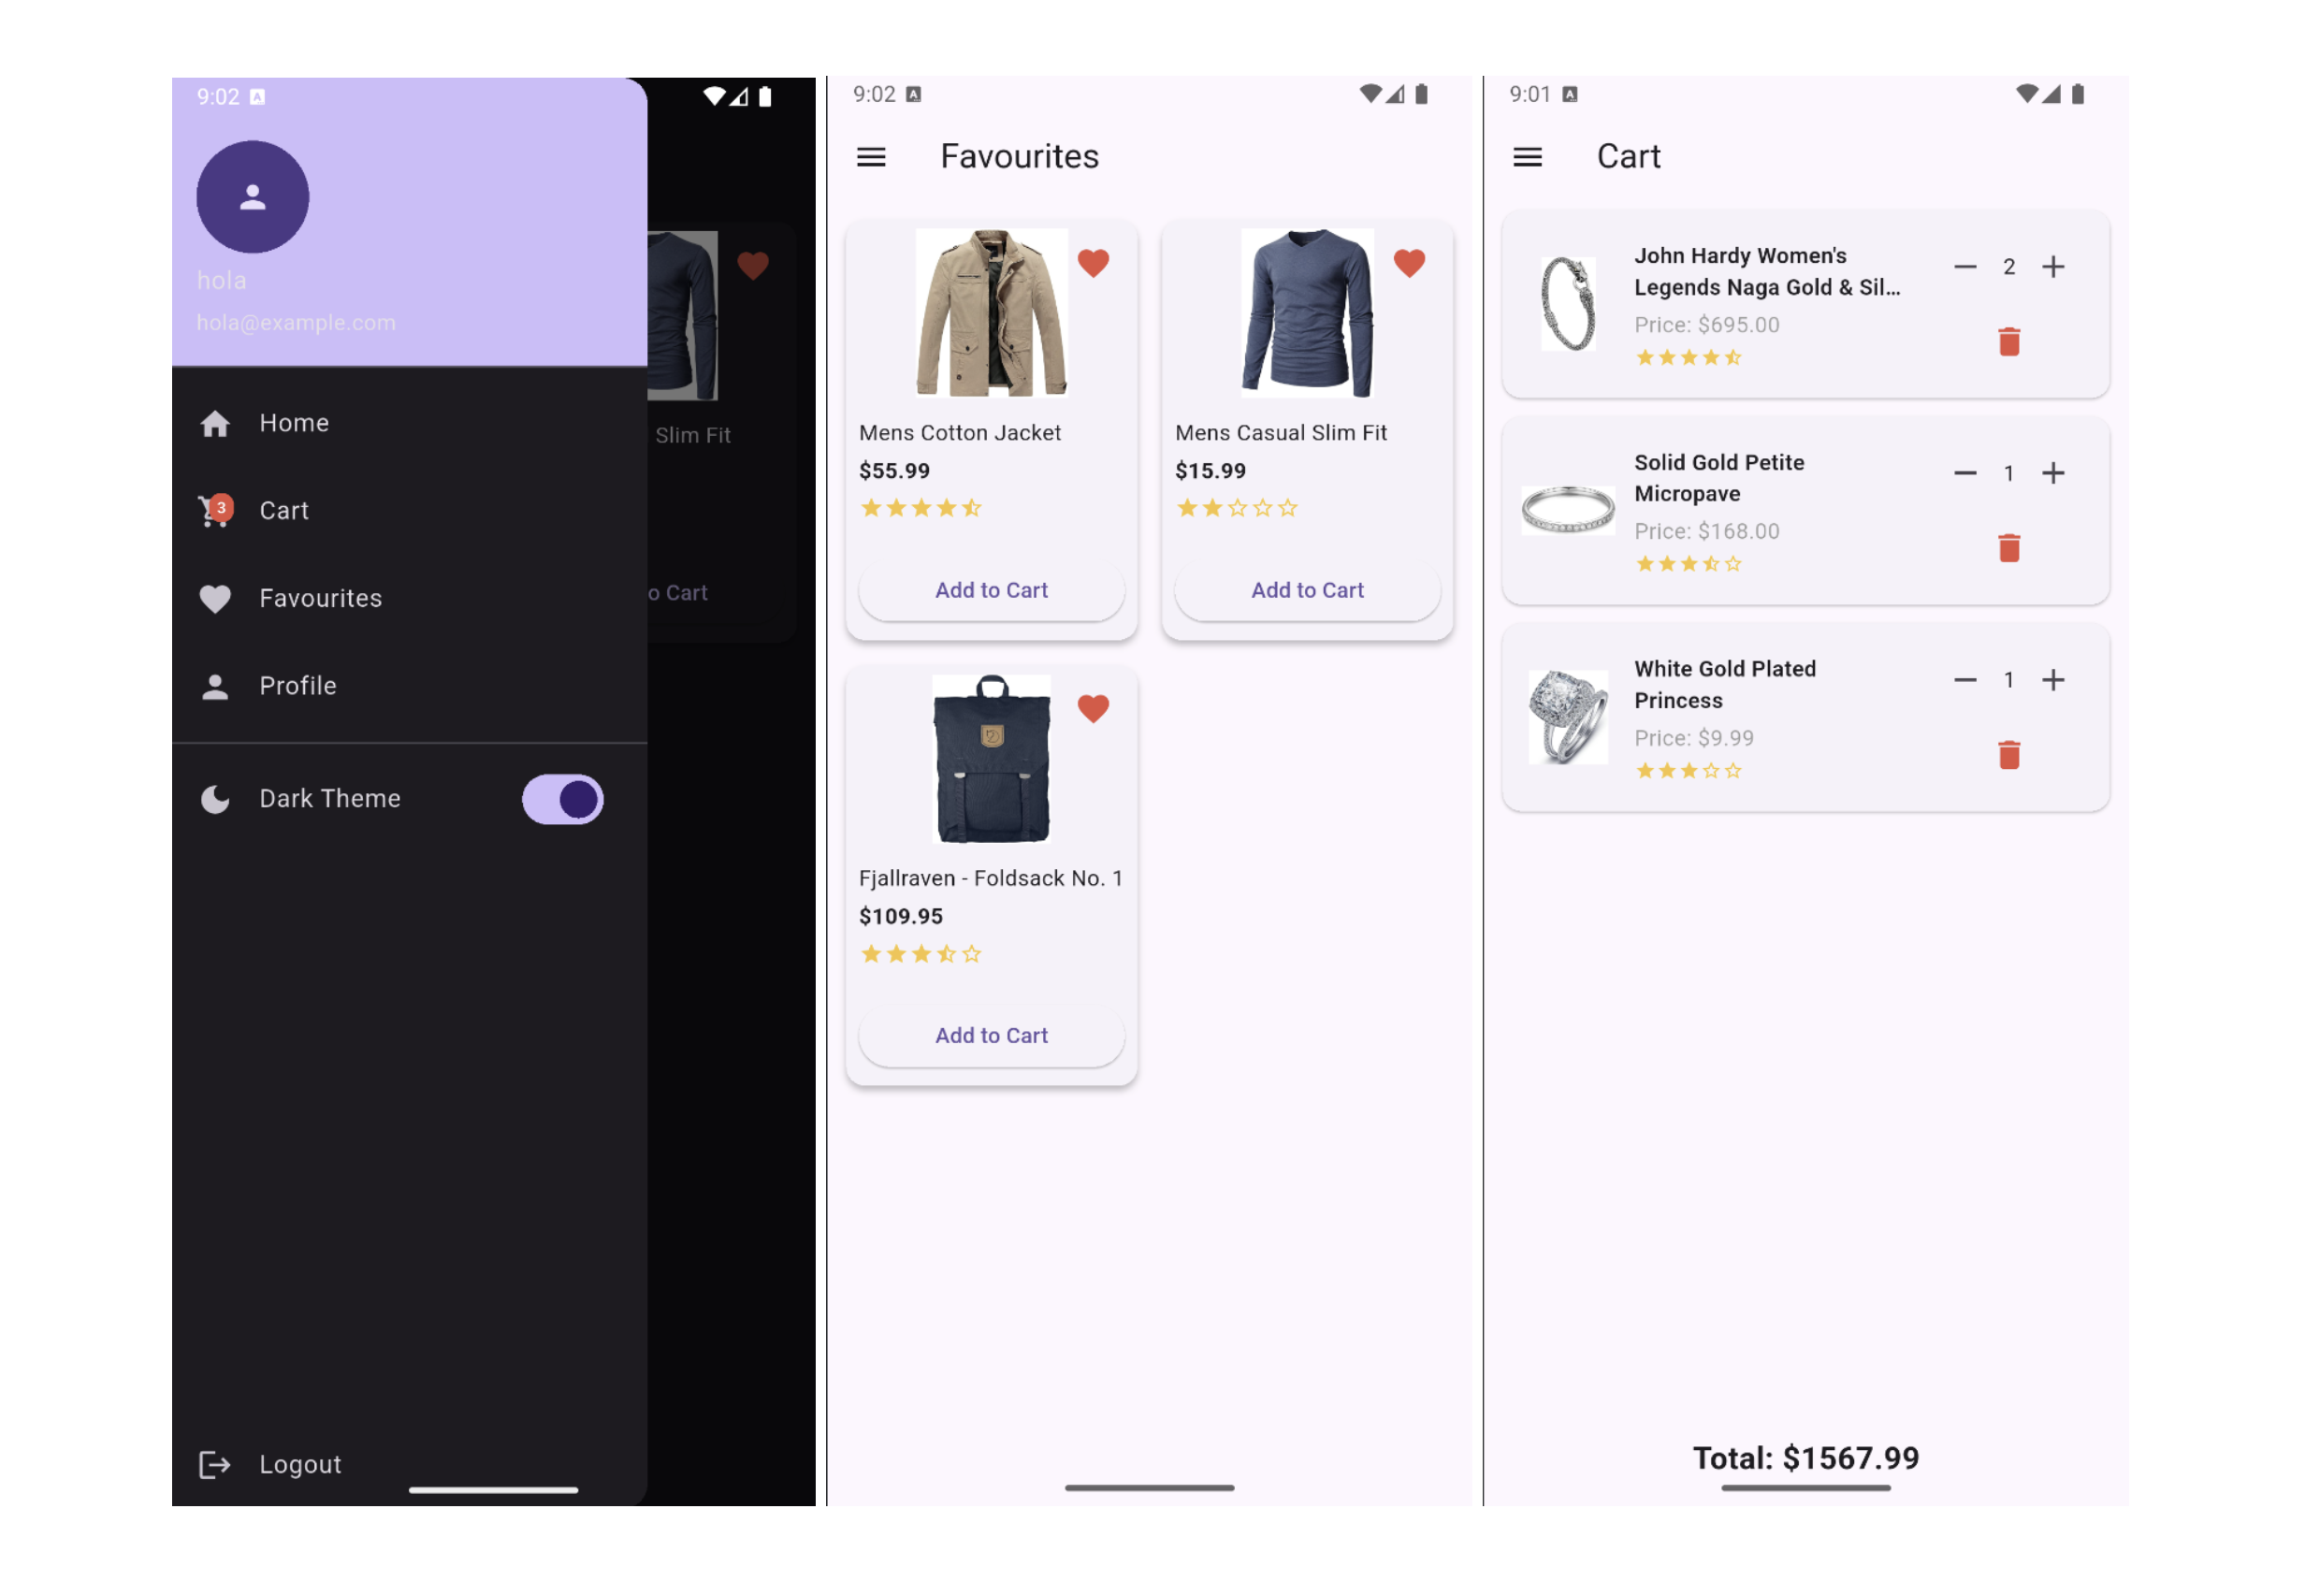 9:02 A
hola
hola@example.com
Home
3
Cart
Favourites
Profile
Dark Theme
Logout
Slim Fit
o Cart
9:02 A
Favourites
Mens Cotton Jacket
$55.99
Add to Cart
Mens Casual Slim Fit
$15.99
Add to Cart
Fjallraven - Foldsack No. 1
$109.95
Add to Cart
9:01 A
Cart
John Hardy Women's
Legends Naga Gold & Sil...
Price: $695.00
2
Solid Gold Petite
Micropave
Price: $168.00
1
White Gold Plated
Princess
Price: $9.99
1
Total: $1567.99